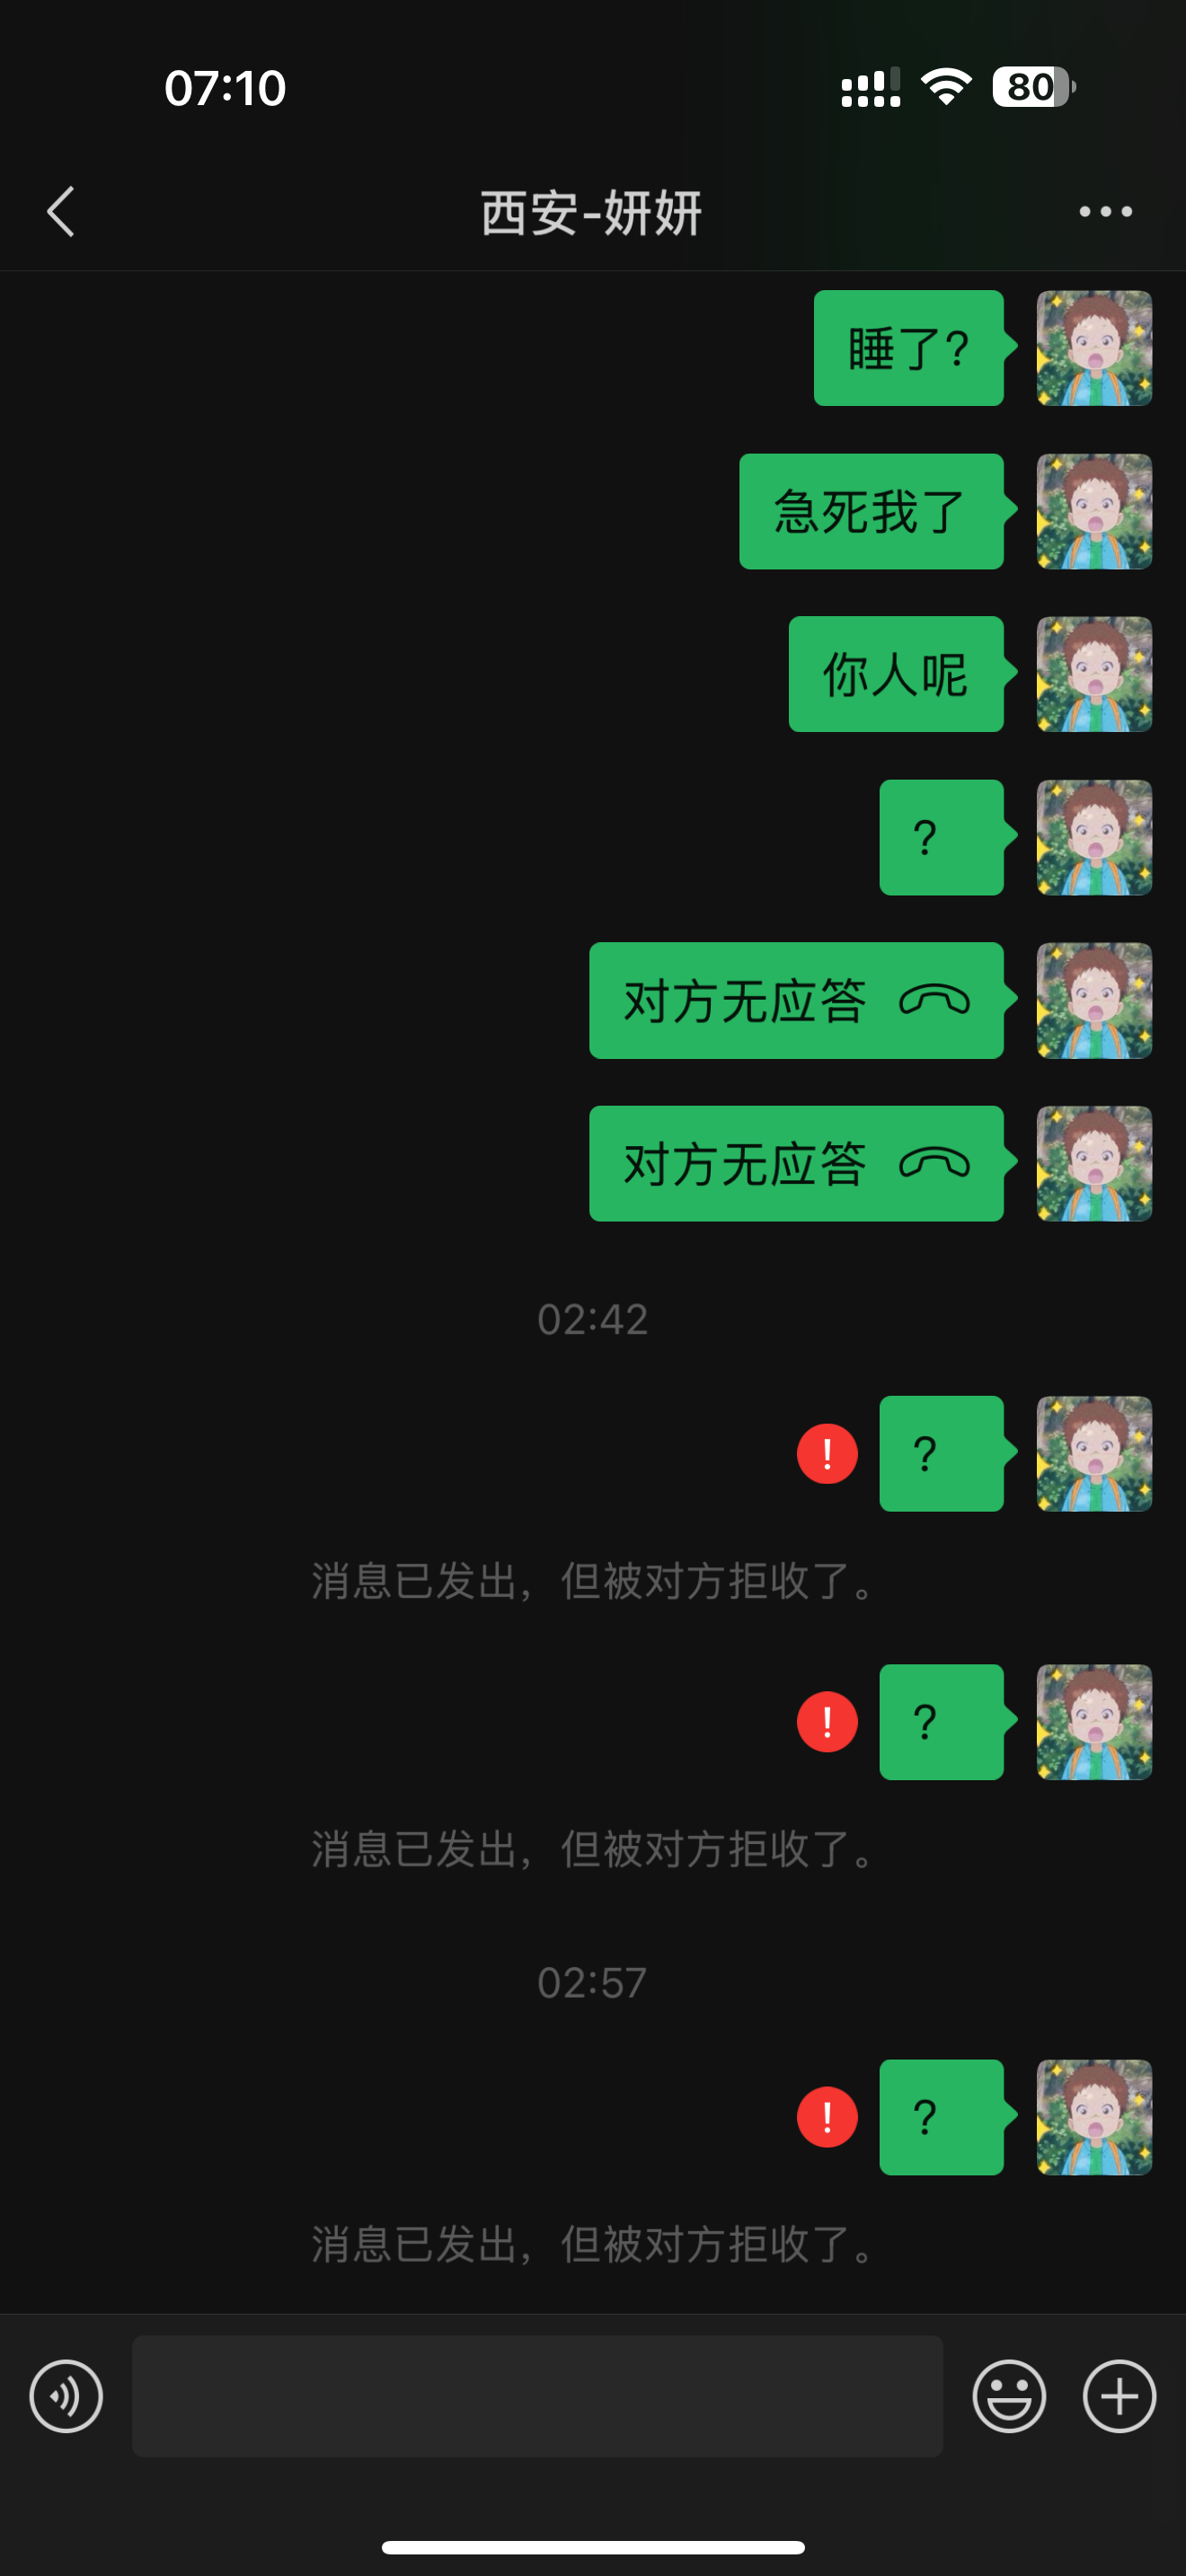 07:10
80
西安-妍妍
睡了?
急死我了
你人呢
?
对方无应答
对方无应答
02:42
?
消息已发出，但被对方拒收了。
?
消息已发出，但被对方拒收了。
02:57
?
消息已发出，但被对方拒收了。